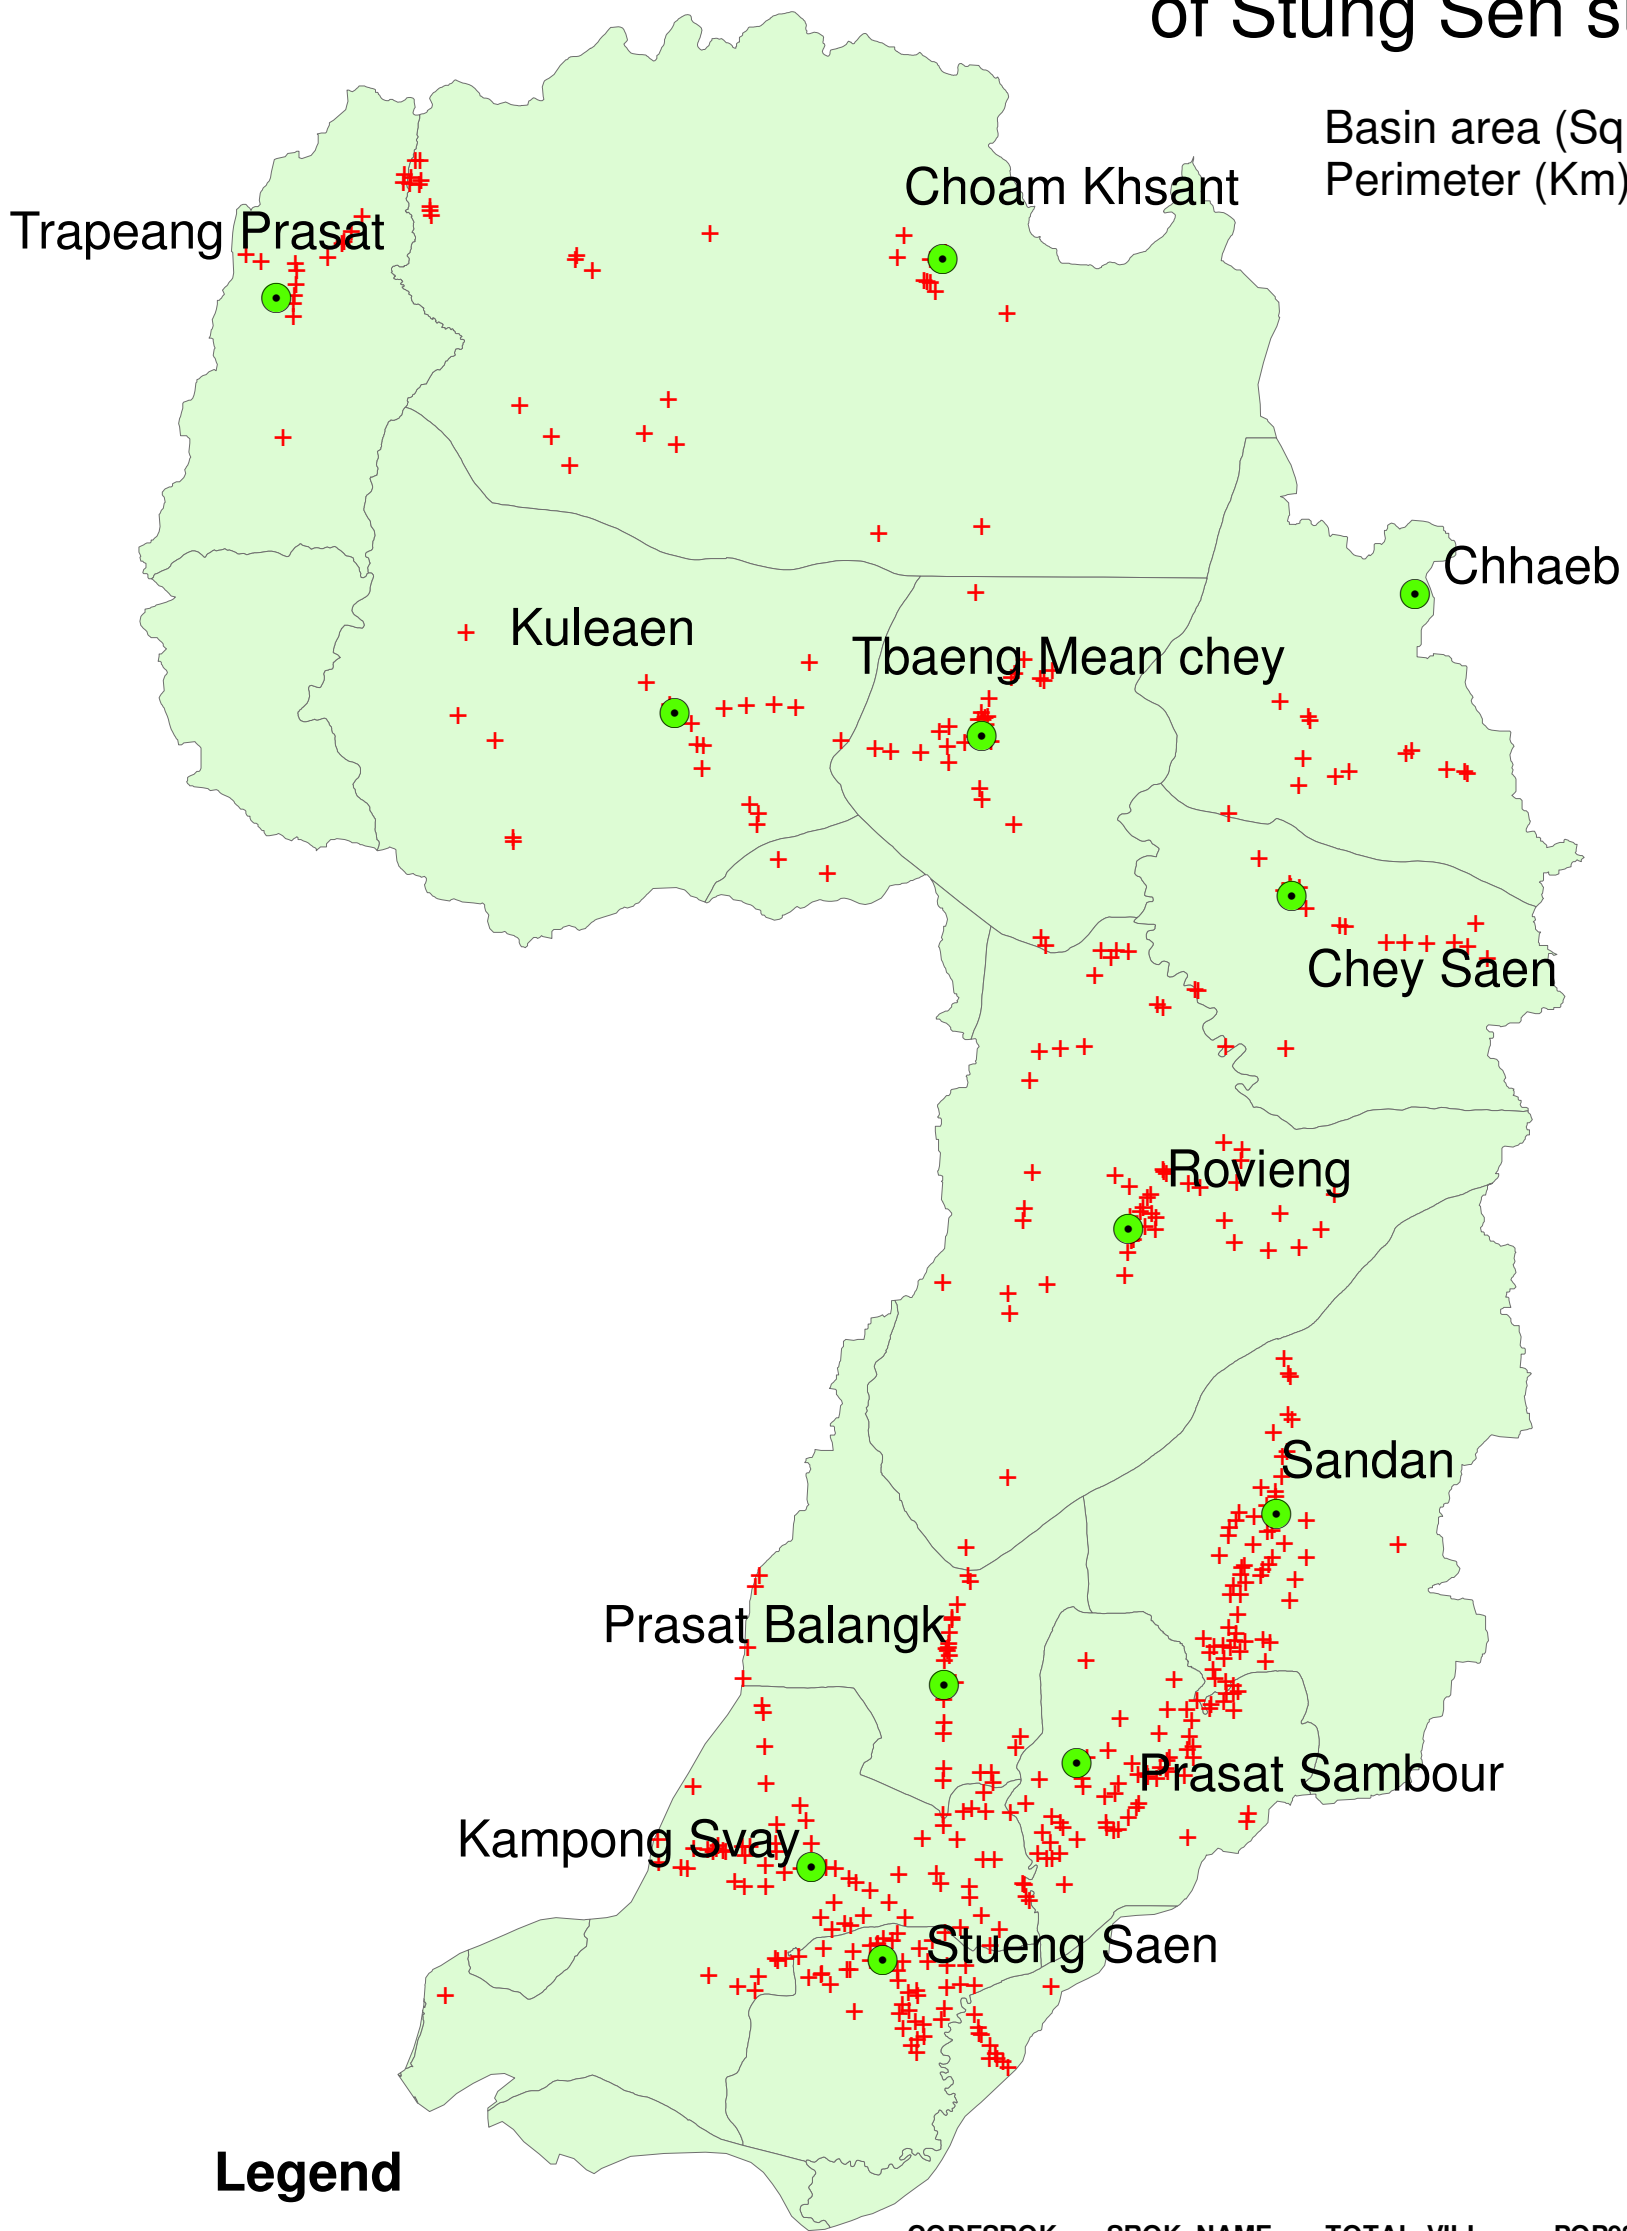 of Stung Sen
Basin area (Sq
Perimeter (Km)
Choam Khsant
Trapeang Prasat
Chhaeb
Kuleaen
Tbaeng Mean chey
Chey Saen
Rovieng
Sandan
Prasat Balangk
Prasat Sambour
Kampong Svay
Stueng Saen
Legend